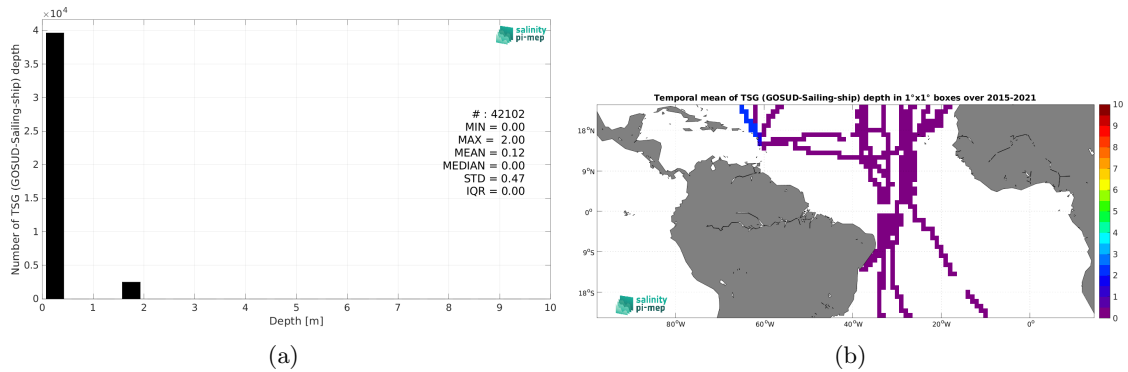 ×10⁴
4
3.5
3
2.5
2
1.5
1
0.5
0
Number of TSG (GOSUD-Sailing-ship) depth
0 1 2 3 4 5 6 7 8 9 10
Depth [m]
salinity
pi-mep
# : 42102
MIN = 0.00
MAX = 2.00
MEAN = 0.12
MEDIAN = 0.00
STD = 0.47
IQR = 0.00
(a)
Temporal mean of TSG (GOSUD-Sailing-ship) depth in 1°x1° boxes over 2015-2021
18°N
9°N
0°
9°S
18°S
80°W 60°W 40°W 20°W 0°
salinity
pi-mep
10
9
8
7
6
5
4
3
2
1
0
(b)